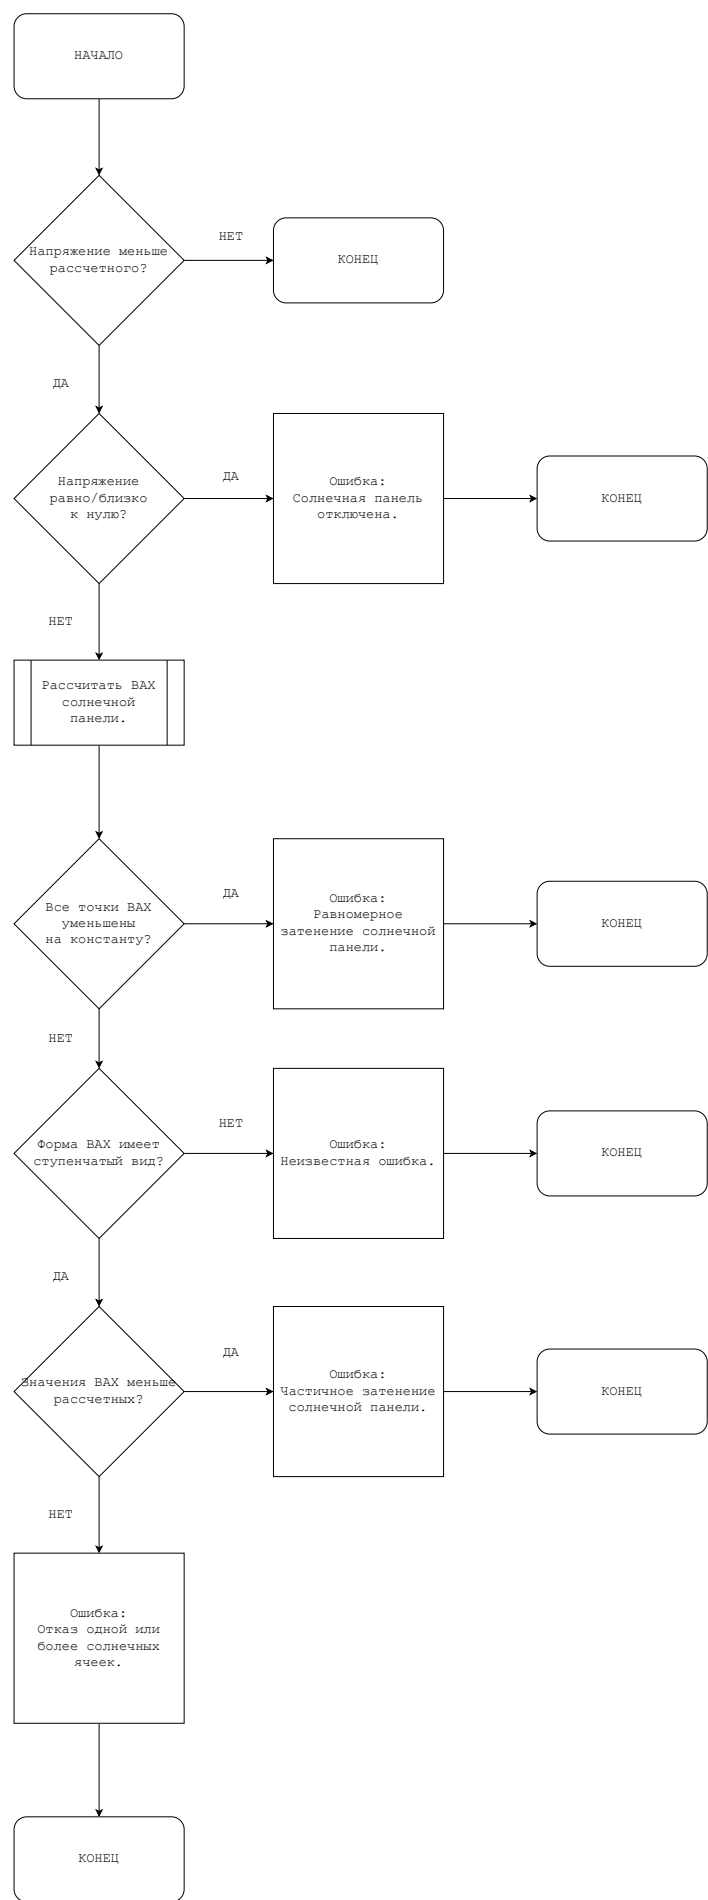 НАЧАЛО
Напряжение меньше
рассчетного?
НЕТ
КОНЕЦ
ДА
Напряжение
равно/близко
к нулю?
ДА
Ошибка:
Солнечная панель
отключена.
КОНЕЦ
НЕТ
Рассчитать ВАХ
солнечной
панели.
Все точки ВАХ
уменьшены
на константу?
ДА
Ошибка:
Равномерное
затенение солнечной
панели.
КОНЕЦ
НЕТ
Форма ВАХ имеет
ступенчатый вид?
НЕТ
Ошибка:
Неизвестная ошибка.
КОНЕЦ
ДА
Значения ВАХ меньше
рассчетных?
ДА
Ошибка:
Частичное затенение
солнечной панели.
КОНЕЦ
НЕТ
Ошибка:
Отказ одной или
более солнечных
ячеек.
КОНЕЦ